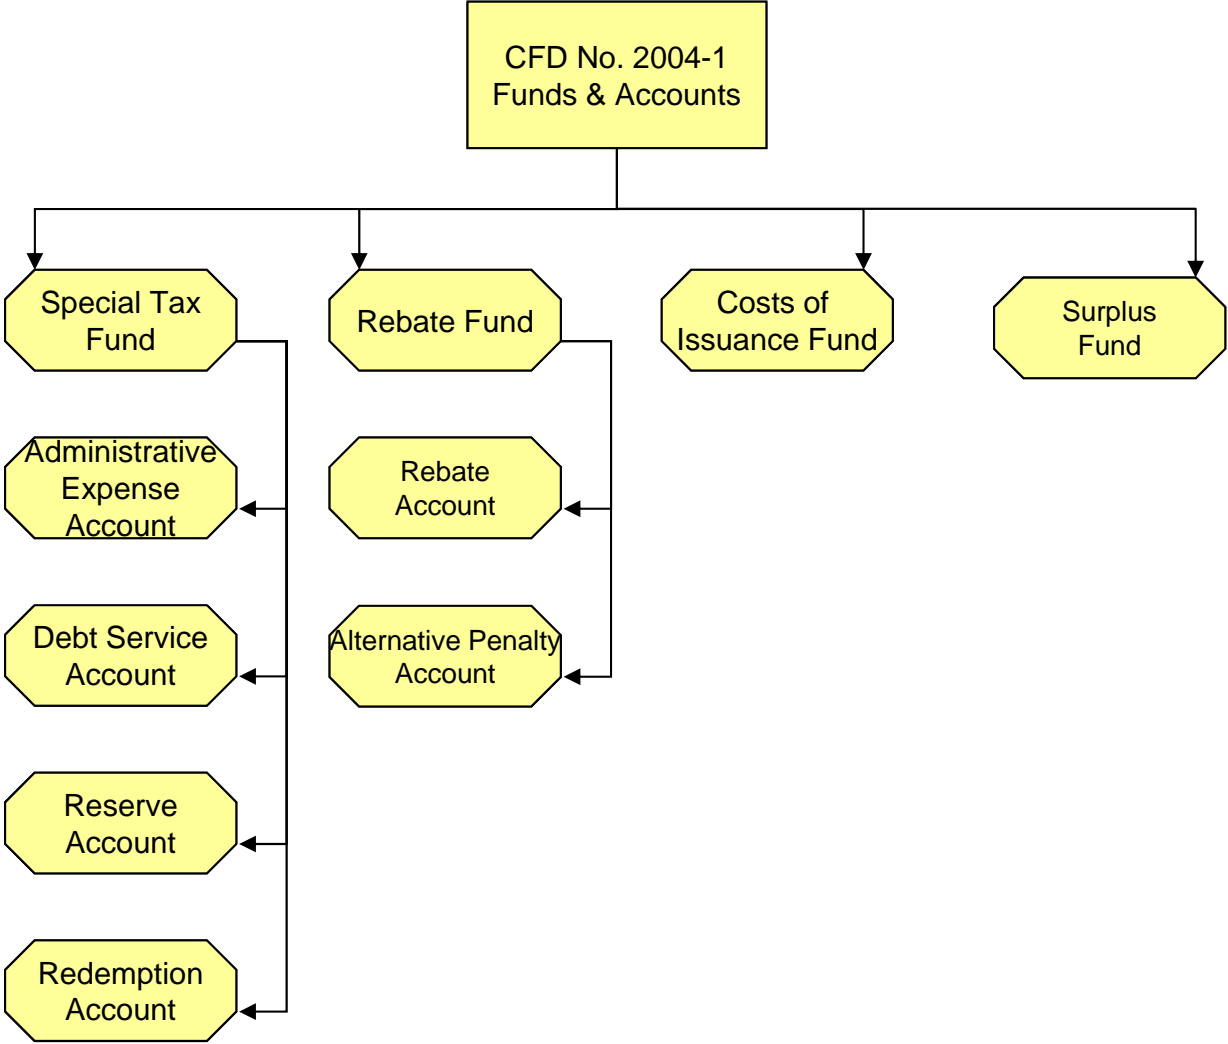 CFD No. 2004-1
Funds & Accounts
Special Tax
Fund
Rebate Fund
Costs of
Issuance Fund
Surplus
Fund
Administrative
Expense
Account
Rebate
Account
Debt Service
Account
Alternative Penalty
Account
Reserve
Account
Redemption
Account